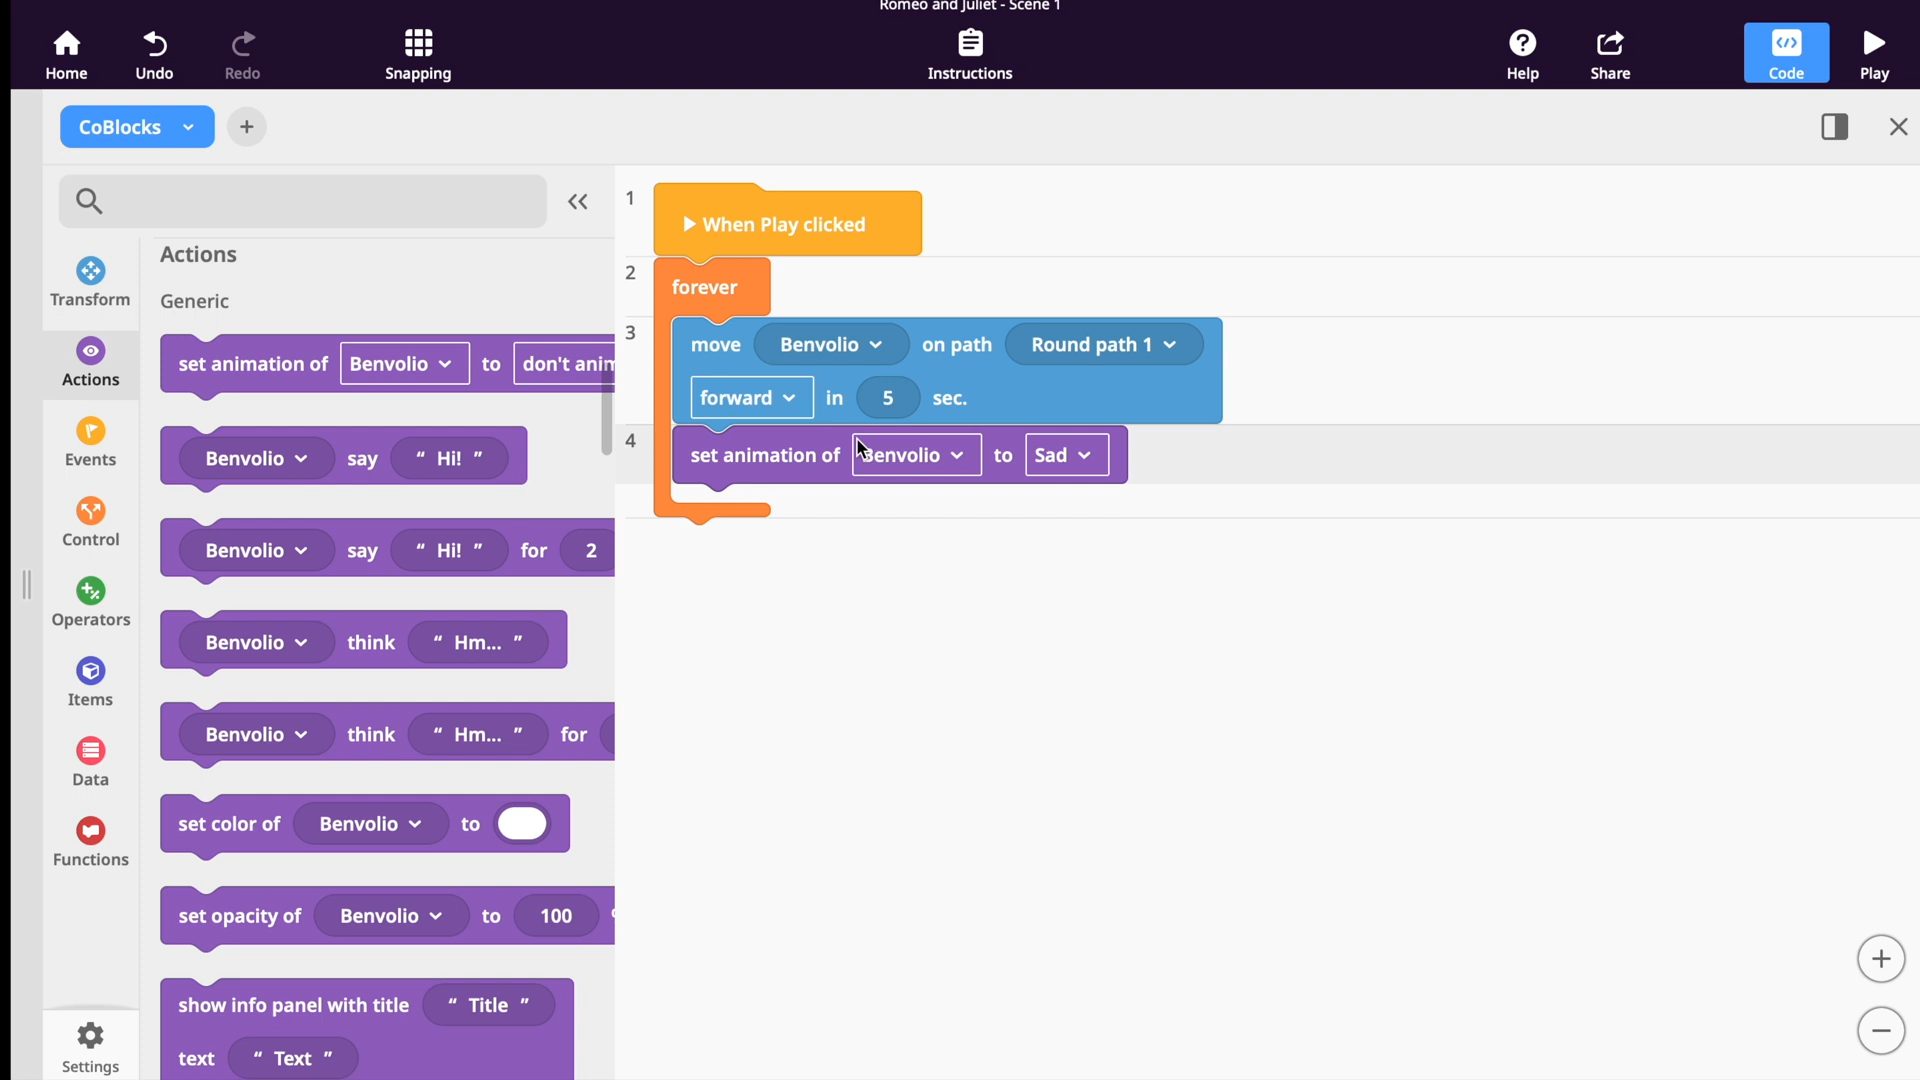 Romeo and Juliet - Scene 1
Home
Undo
Redo
Snapping
Instructions
Help
Share
Code
Play
CoBlocks
Transform
Actions
Events
Control
Operators
Items
Data
Functions
Settings
Actions
Generic
set animation of Benvolio to don't anim
Benvolio say “ Hi! ”
Benvolio say “ Hi! ” for 2
Benvolio think “ Hm... ”
Benvolio think “ Hm... ” for
set color of Benvolio to
set opacity of Benvolio to 100
show info panel with title “ Title ”
text “ Text ”
1
When Play clicked
2
forever
3
move Benvolio on path Round path 1
forward in 5 sec.
4
set animation of Benvolio to Sad